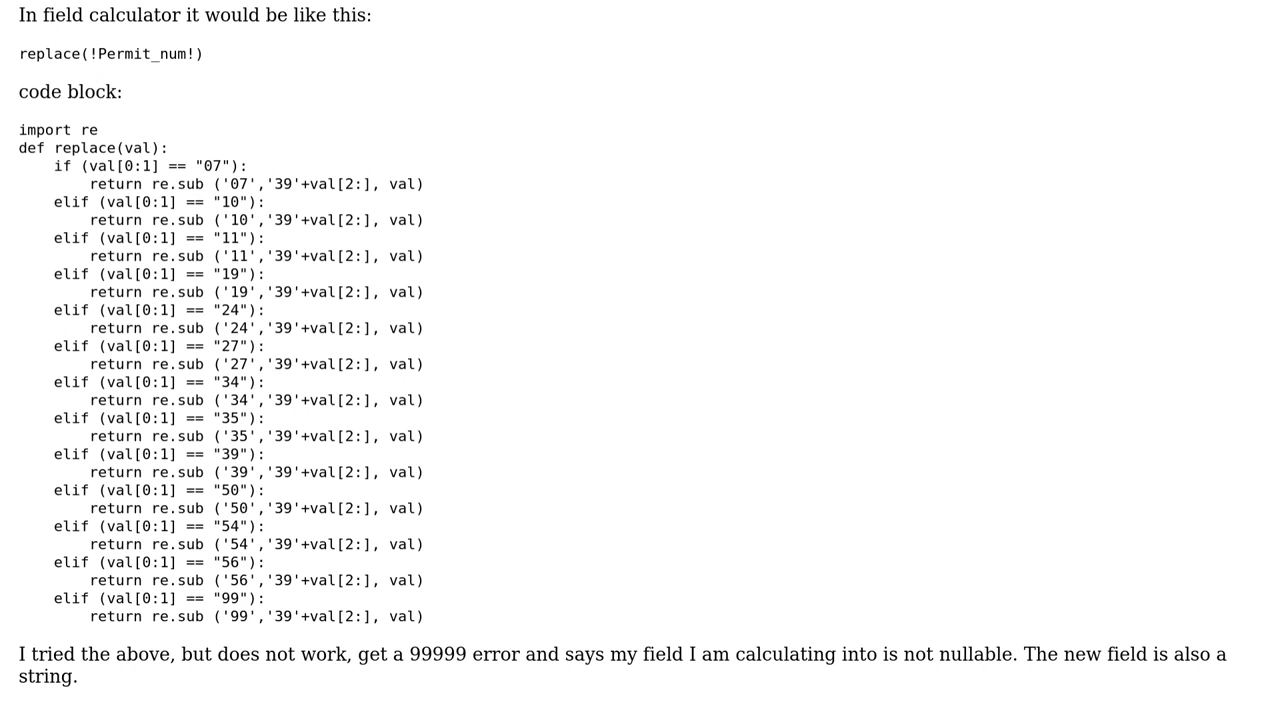 In field calculator it would be like this:
replace(!Permit_num!)
code block:
import re
def replace(val):
    if (val[0:1] == "07"):
        return re.sub ('07','39'+val[2:], val)
    elif (val[0:1] == "10"):
        return re.sub ('10','39'+val[2:], val)
    elif (val[0:1] == "11"):
        return re.sub ('11','39'+val[2:], val)
    elif (val[0:1] == "19"):
        return re.sub ('19','39'+val[2:], val)
    elif (val[0:1] == "24"):
        return re.sub ('24','39'+val[2:], val)
    elif (val[0:1] == "27"):
        return re.sub ('27','39'+val[2:], val)
    elif (val[0:1] == "34"):
        return re.sub ('34','39'+val[2:], val)
    elif (val[0:1] == "35"):
        return re.sub ('35','39'+val[2:], val)
    elif (val[0:1] == "39"):
        return re.sub ('39','39'+val[2:], val)
    elif (val[0:1] == "50"):
        return re.sub ('50','39'+val[2:], val)
    elif (val[0:1] == "54"):
        return re.sub ('54','39'+val[2:], val)
    elif (val[0:1] == "56"):
        return re.sub ('56','39'+val[2:], val)
    elif (val[0:1] == "99"):
        return re.sub ('99','39'+val[2:], val)
I tried the above, but does not work, get a 99999 error and says my field I am calculating into is not nullable. The new field is also a
string.